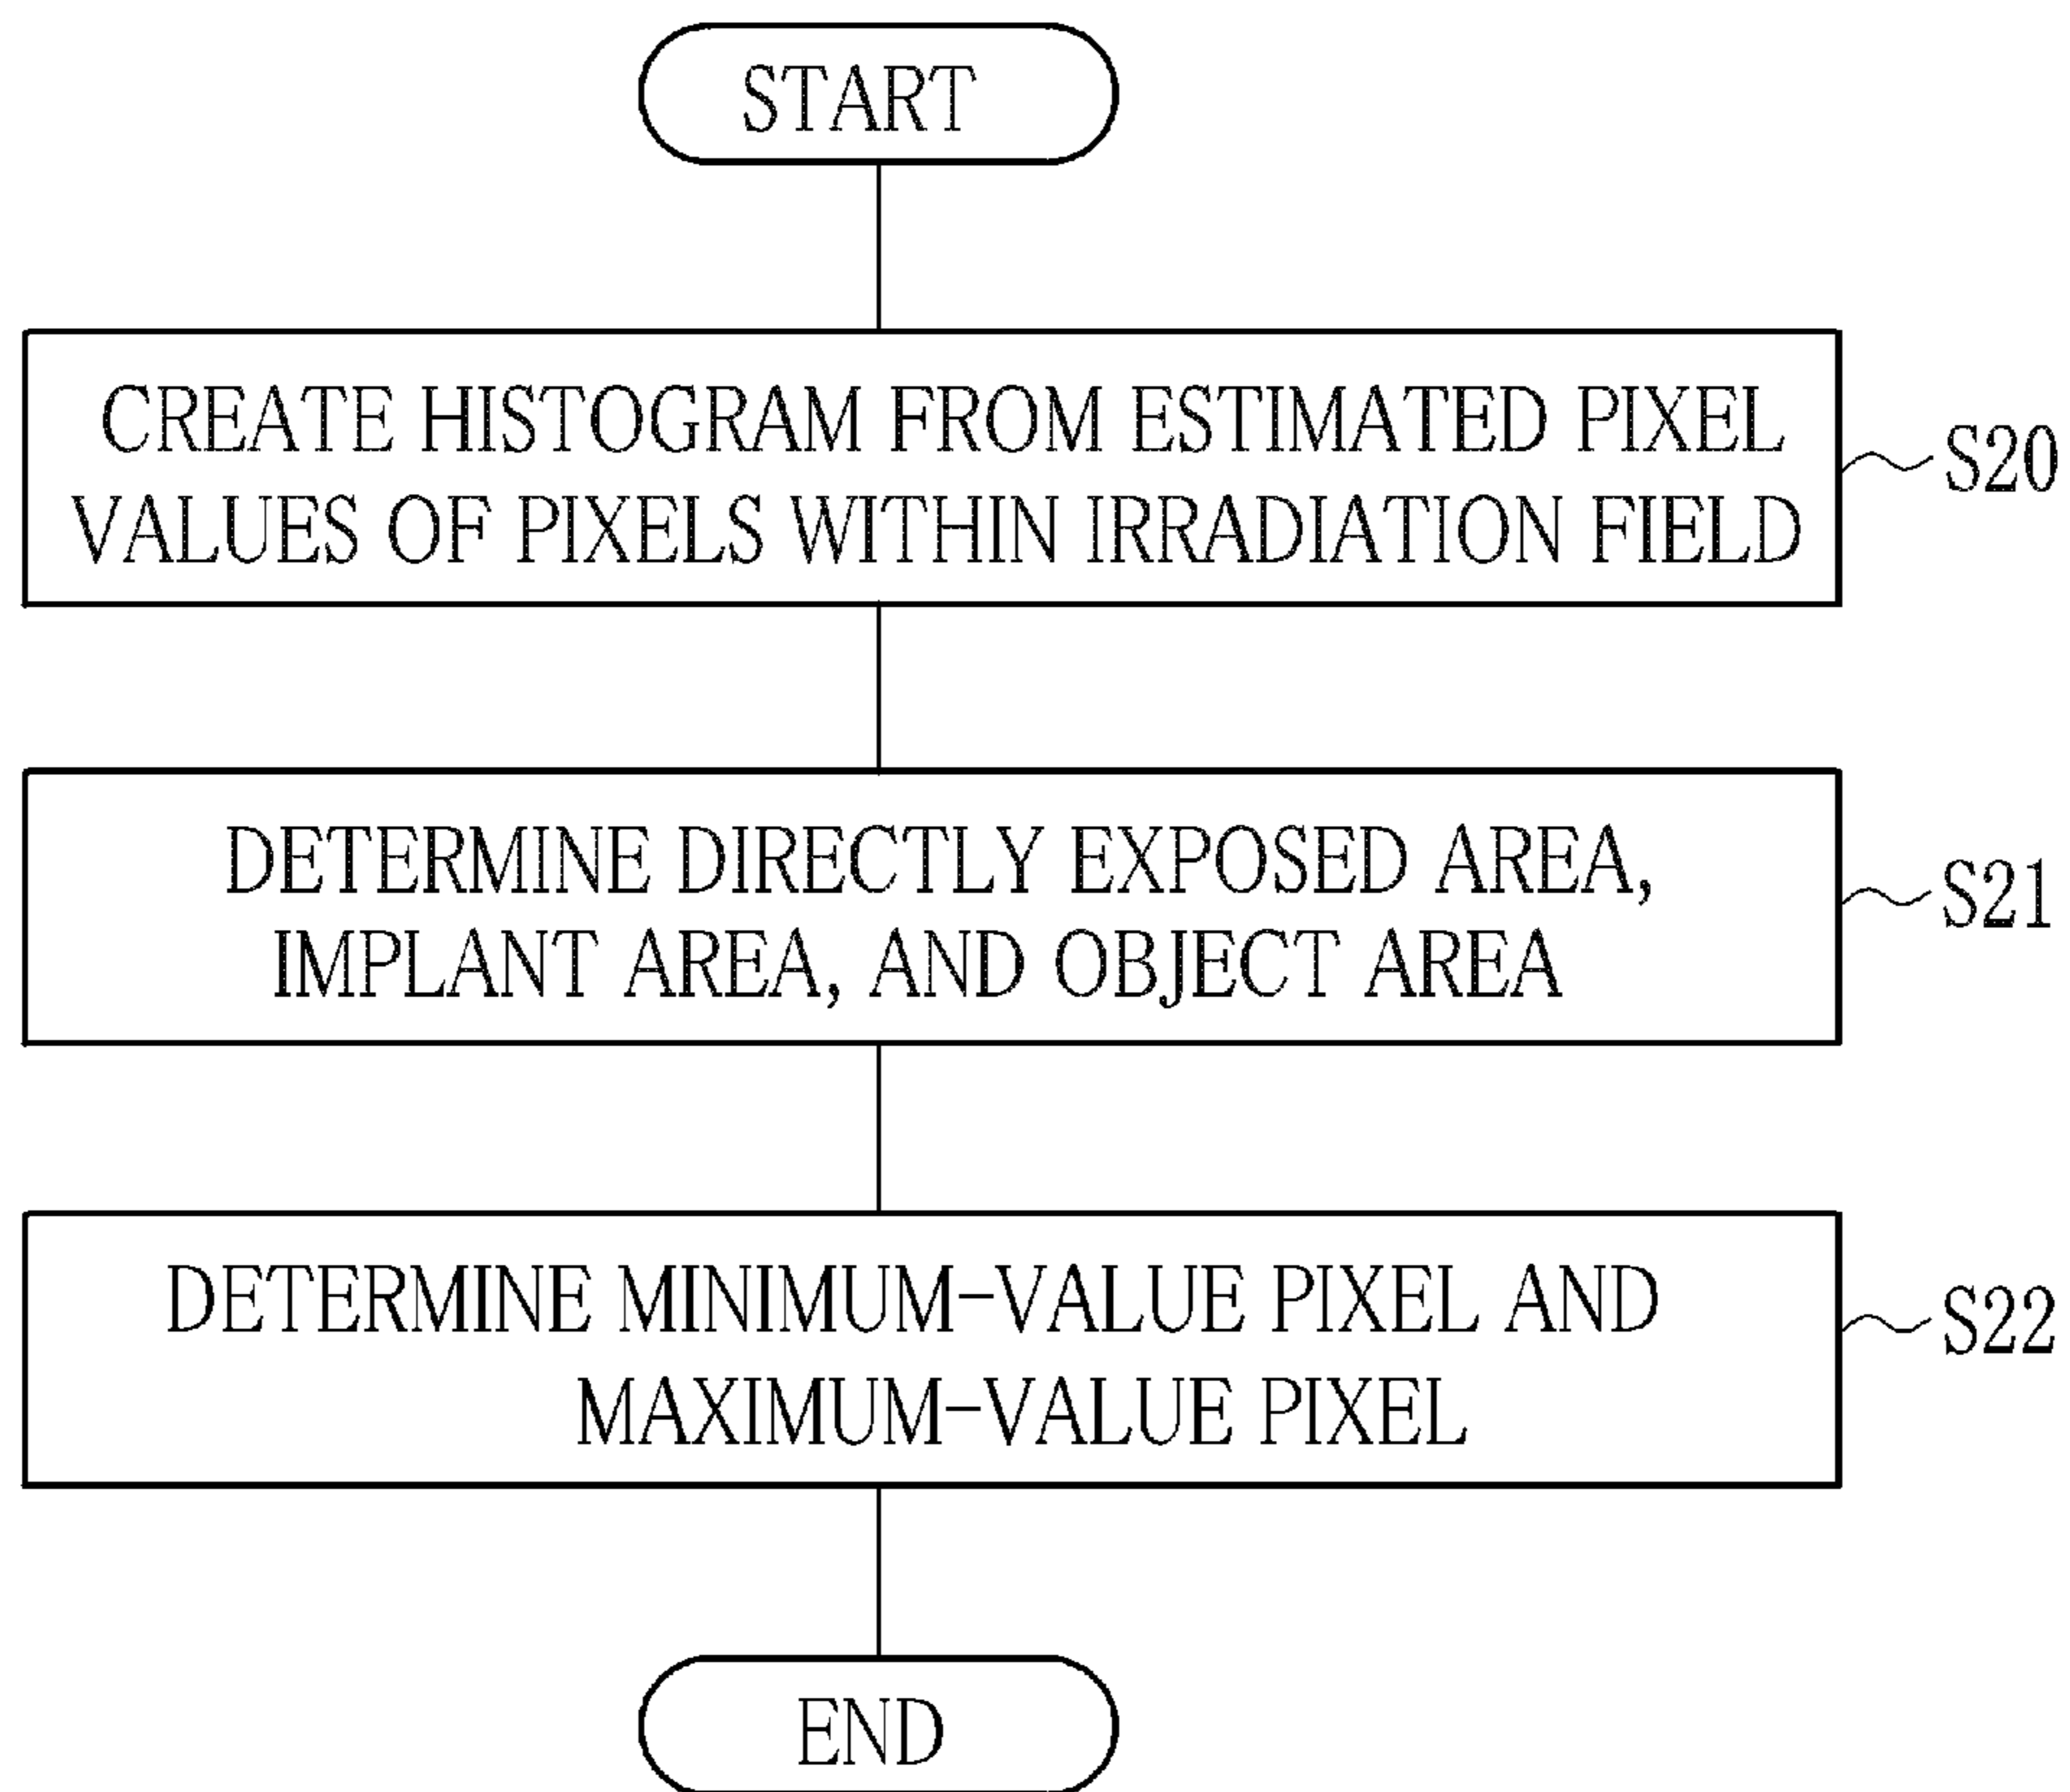 START
CREATE HISTOGRAM FROM ESTIMATED PIXEL
VALUES OF PIXELS WITHIN IRRADIATION FIELD
S20
DETERMINE DIRECTLY EXPOSED AREA,
IMPLANT AREA, AND OBJECT AREA
S21
DETERMINE MINIMUM-VALUE PIXEL AND
MAXIMUM-VALUE PIXEL
S22
END